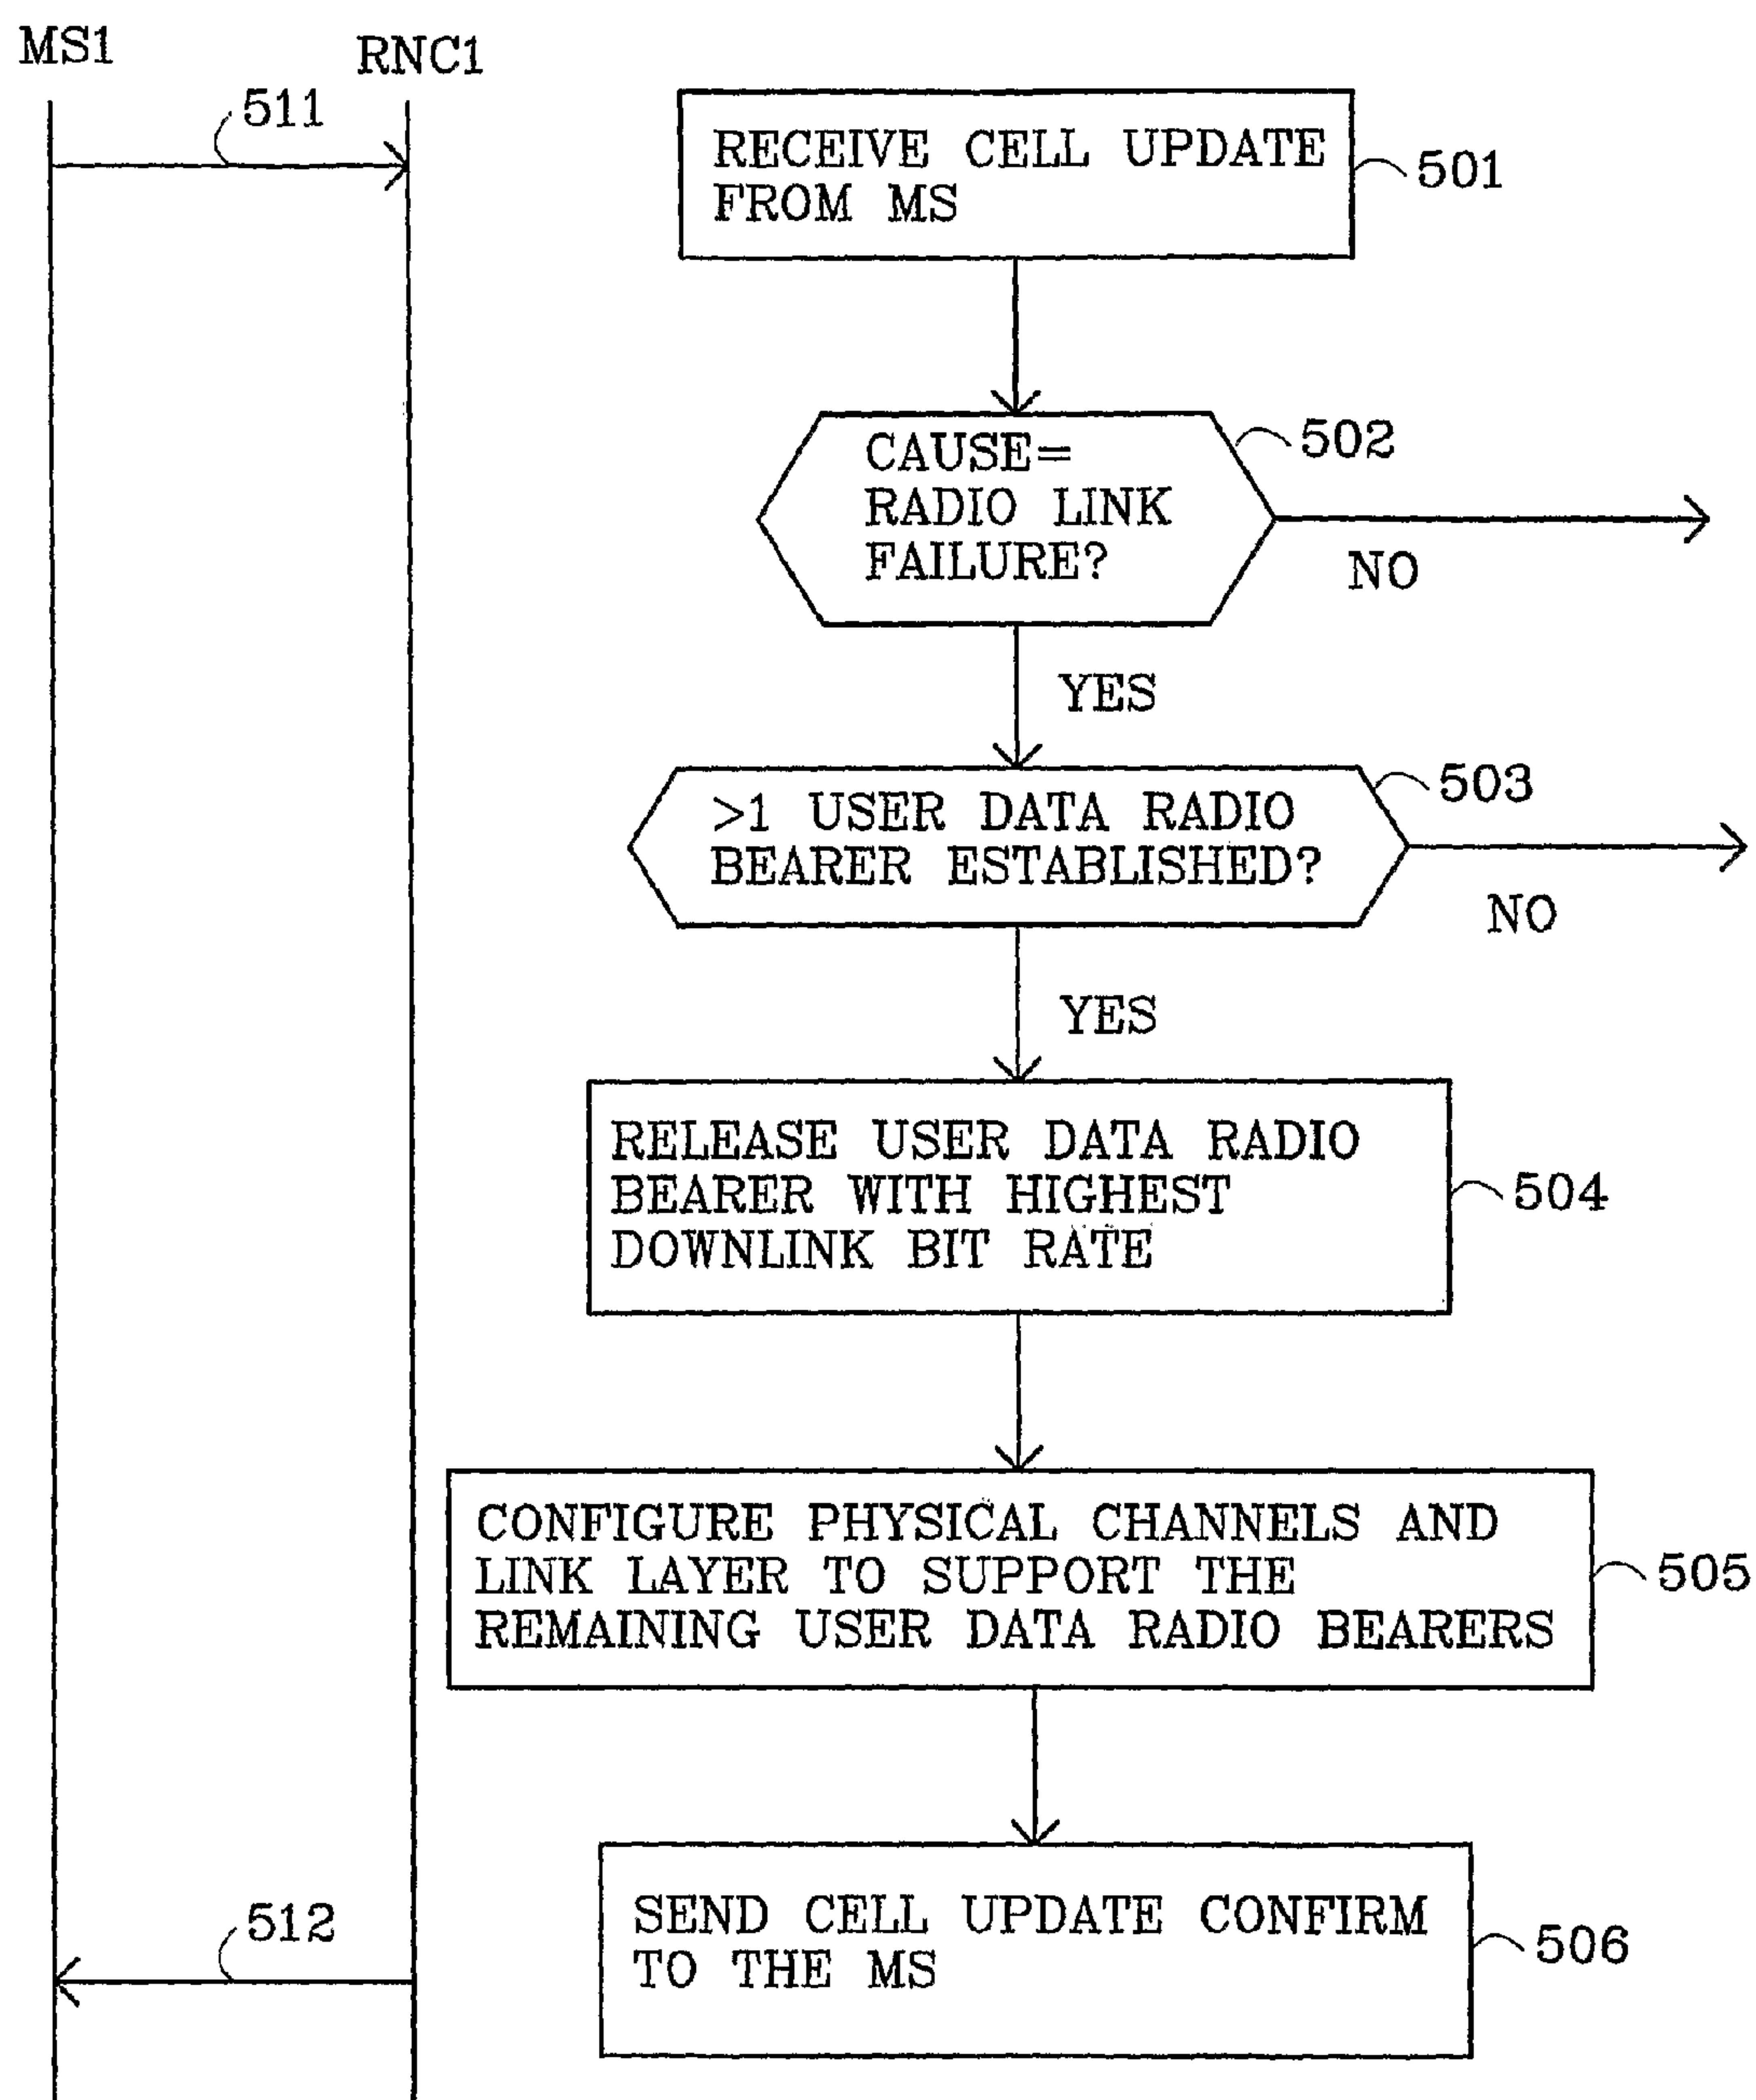 MS1
RNC1
511
RECEIVE CELL UPDATE
FROM MS
501
CAUSE=
RADIO LINK
FAILURE?
502
NO
YES
>1 USER DATA RADIO
BEARER ESTABLISHED?
503
NO
YES
RELEASE USER DATA RADIO
BEARER WITH HIGHEST
DOWNLINK BIT RATE
504
CONFIGURE PHYSICAL CHANNELS AND
LINK LAYER TO SUPPORT THE
REMAINING USER DATA RADIO BEARERS
505
512
SEND CELL UPDATE CONFIRM
TO THE MS
506